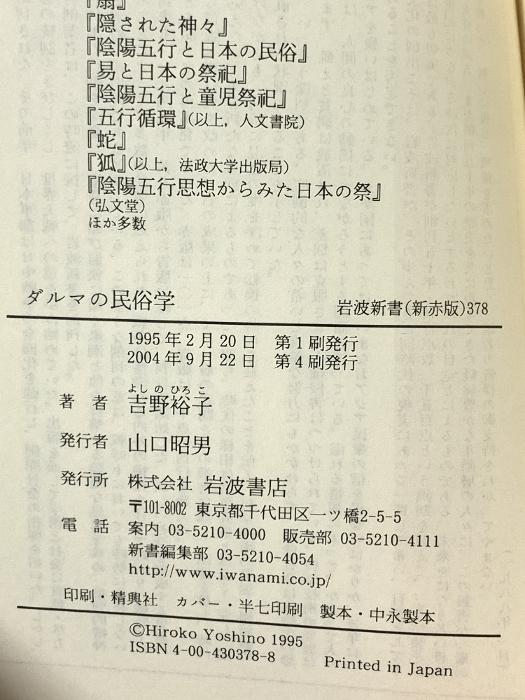 『扇』
『隠された神々』
『陰陽五行と日本の民俗』
『易と日本の祭祀』
『陰陽五行と童児祭祀』
『五行循環』(以上，人文書院)
『蛇』
『狐』(以上，法政大学出版局)
『陰陽五行思想からみた日本の祭』
(弘文堂)
ほか多数
ダルマの民俗学 岩波新書(新赤版)378
1995年2月20日 第1刷発行
2004年9月22日 第4刷発行
よしのひろこ
著者 吉野裕子
発行者 山口昭男
発行所 株式会社 岩波書店
〒101-8002 東京都千代田区一ツ橋2-5-5
電話 案内 03-5210-4000 販売部 03-5210-4111
新書編集部 03-5210-4054
http://www.iwanami.co.jp/
印刷・精興社 カバー・半七印刷 製本・中永製本
©Hiroko Yoshino 1995
ISBN 4-00-430378-8 Printed in Japan